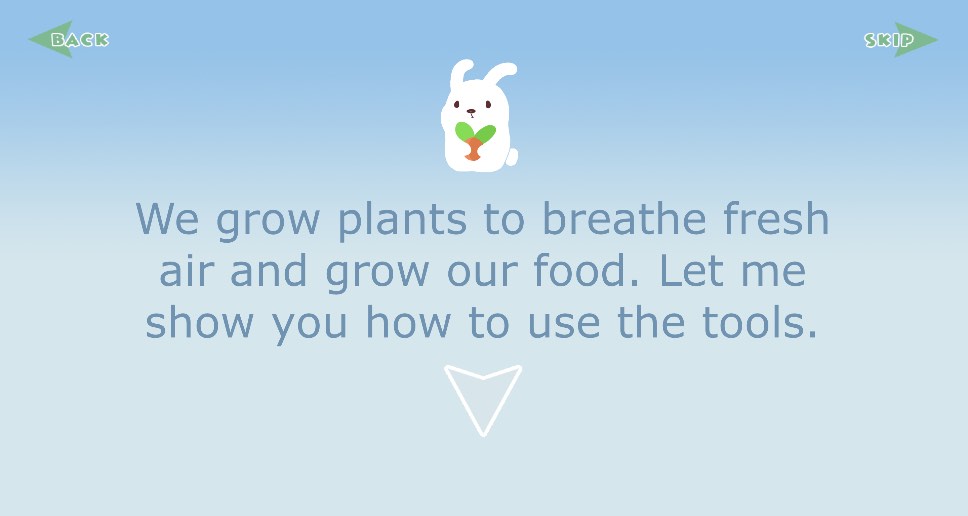 BACK
SKIP
We grow plants to breathe fresh
air and grow our food. Let me
show you how to use the tools.